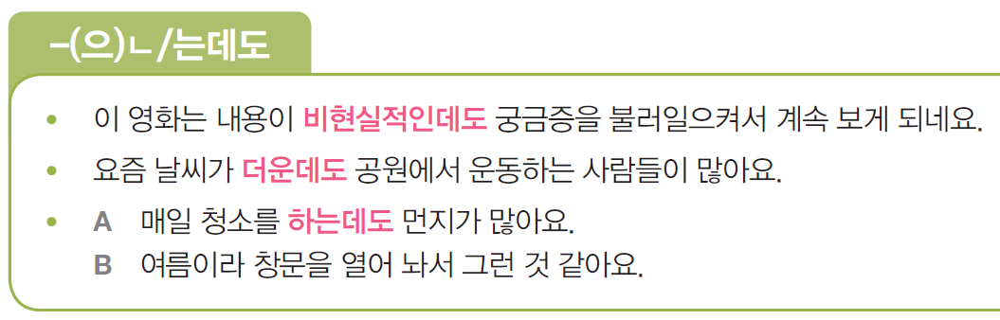 -(으)ㄴ/는데도
• 이 영화는 내용이 비현실적인데도 궁금증을 불러일으켜서 계속 보게 되네요.
• 요즘 날씨가 더운데도 공원에서 운동하는 사람들이 많아요.
• A 매일 청소를 하는데도 먼지가 많아요.
B 여름이라 창문을 열어 놔서 그런 것 같아요.